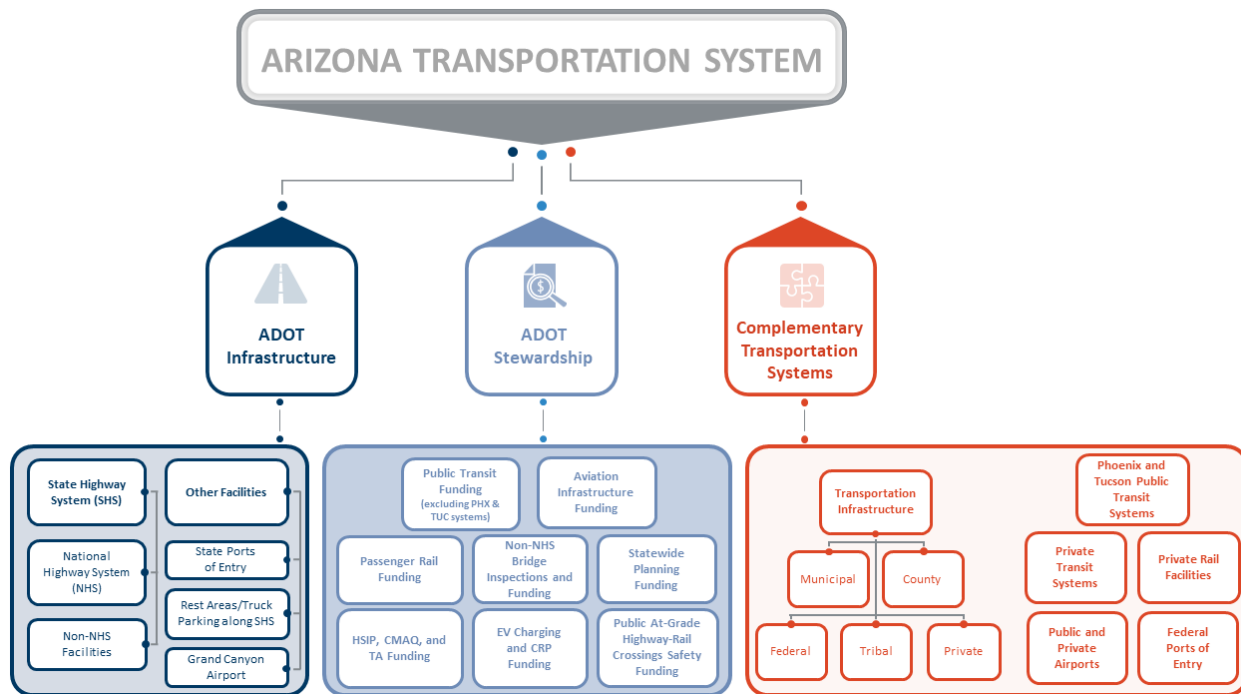 ARIZONA TRANSPORTATION SYSTEM
ADOT
Infrastructure
ADOT
Stewardship
Complementary
Transportation
Systems
State Highway
System (SHS)
National
Highway System
(NHS)
Non-NHS
Facilities
Other Facilities
State Ports
of Entry
Rest Areas/Truck
Parking along SHS
Grand Canyon
Airport
Public Transit
Funding
(excluding PHX &
TUC systems)
Aviation
Infrastructure
Funding
Passenger Rail
Funding
Non-NHS
Bridge
Inspections and
Funding
Statewide
Planning
Funding
HSIP, CMAQ, and
TA Funding
EV Charging
and CRP
Funding
Public At-Grade
Highway-Rail
Crossings Safety
Funding
Transportation
Infrastructure
Municipal
County
Federal
Tribal
Private
Phoenix and
Tucson Public
Transit
Systems
Private
Transit
Systems
Private Rail
Facilities
Public and
Private
Airports
Federal
Ports of
Entry